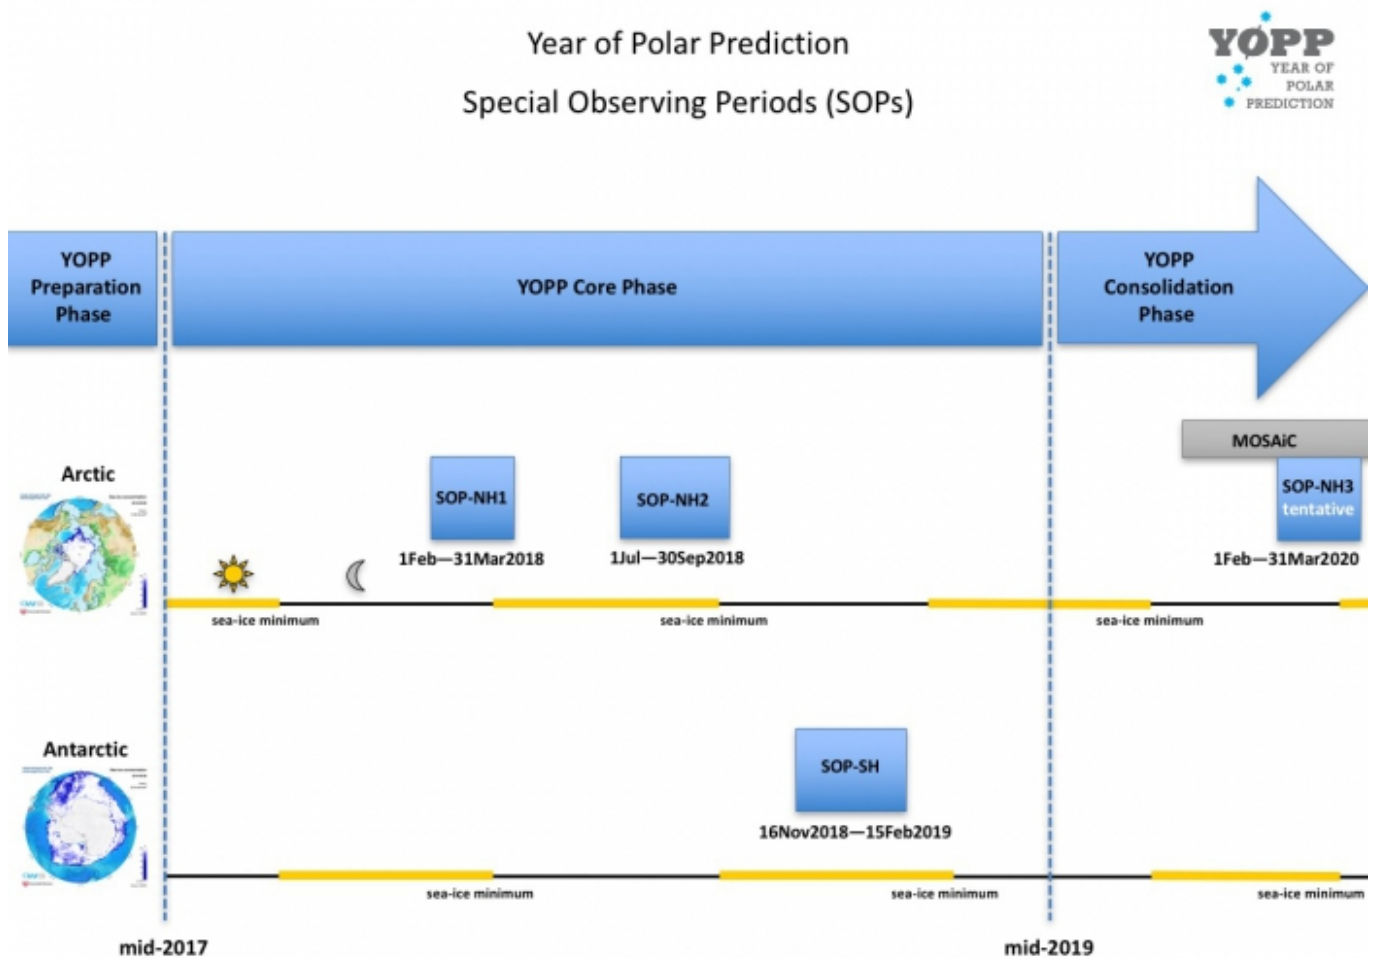 Year of Polar Prediction
Special Observing Periods (SOPs)
YOPP
YEAR OF
POLAR
PREDICTION
YOPP
Preparation
Phase
YOPP Core Phase
YOPP
Consolidation
Phase
MOSAiC
Arctic
SOP-NH1
SOP-NH2
SOP-NH3
tentative
1Feb—31Mar2018
1Jul—30Sep2018
1Feb—31Mar2020
sea-ice minimum
sea-ice minimum
sea-ice minimum
Antarctic
SOP-SH
16Nov2018—15Feb2019
sea-ice minimum
sea-ice minimum
sea-ice minimum
mid-2017
mid-2019